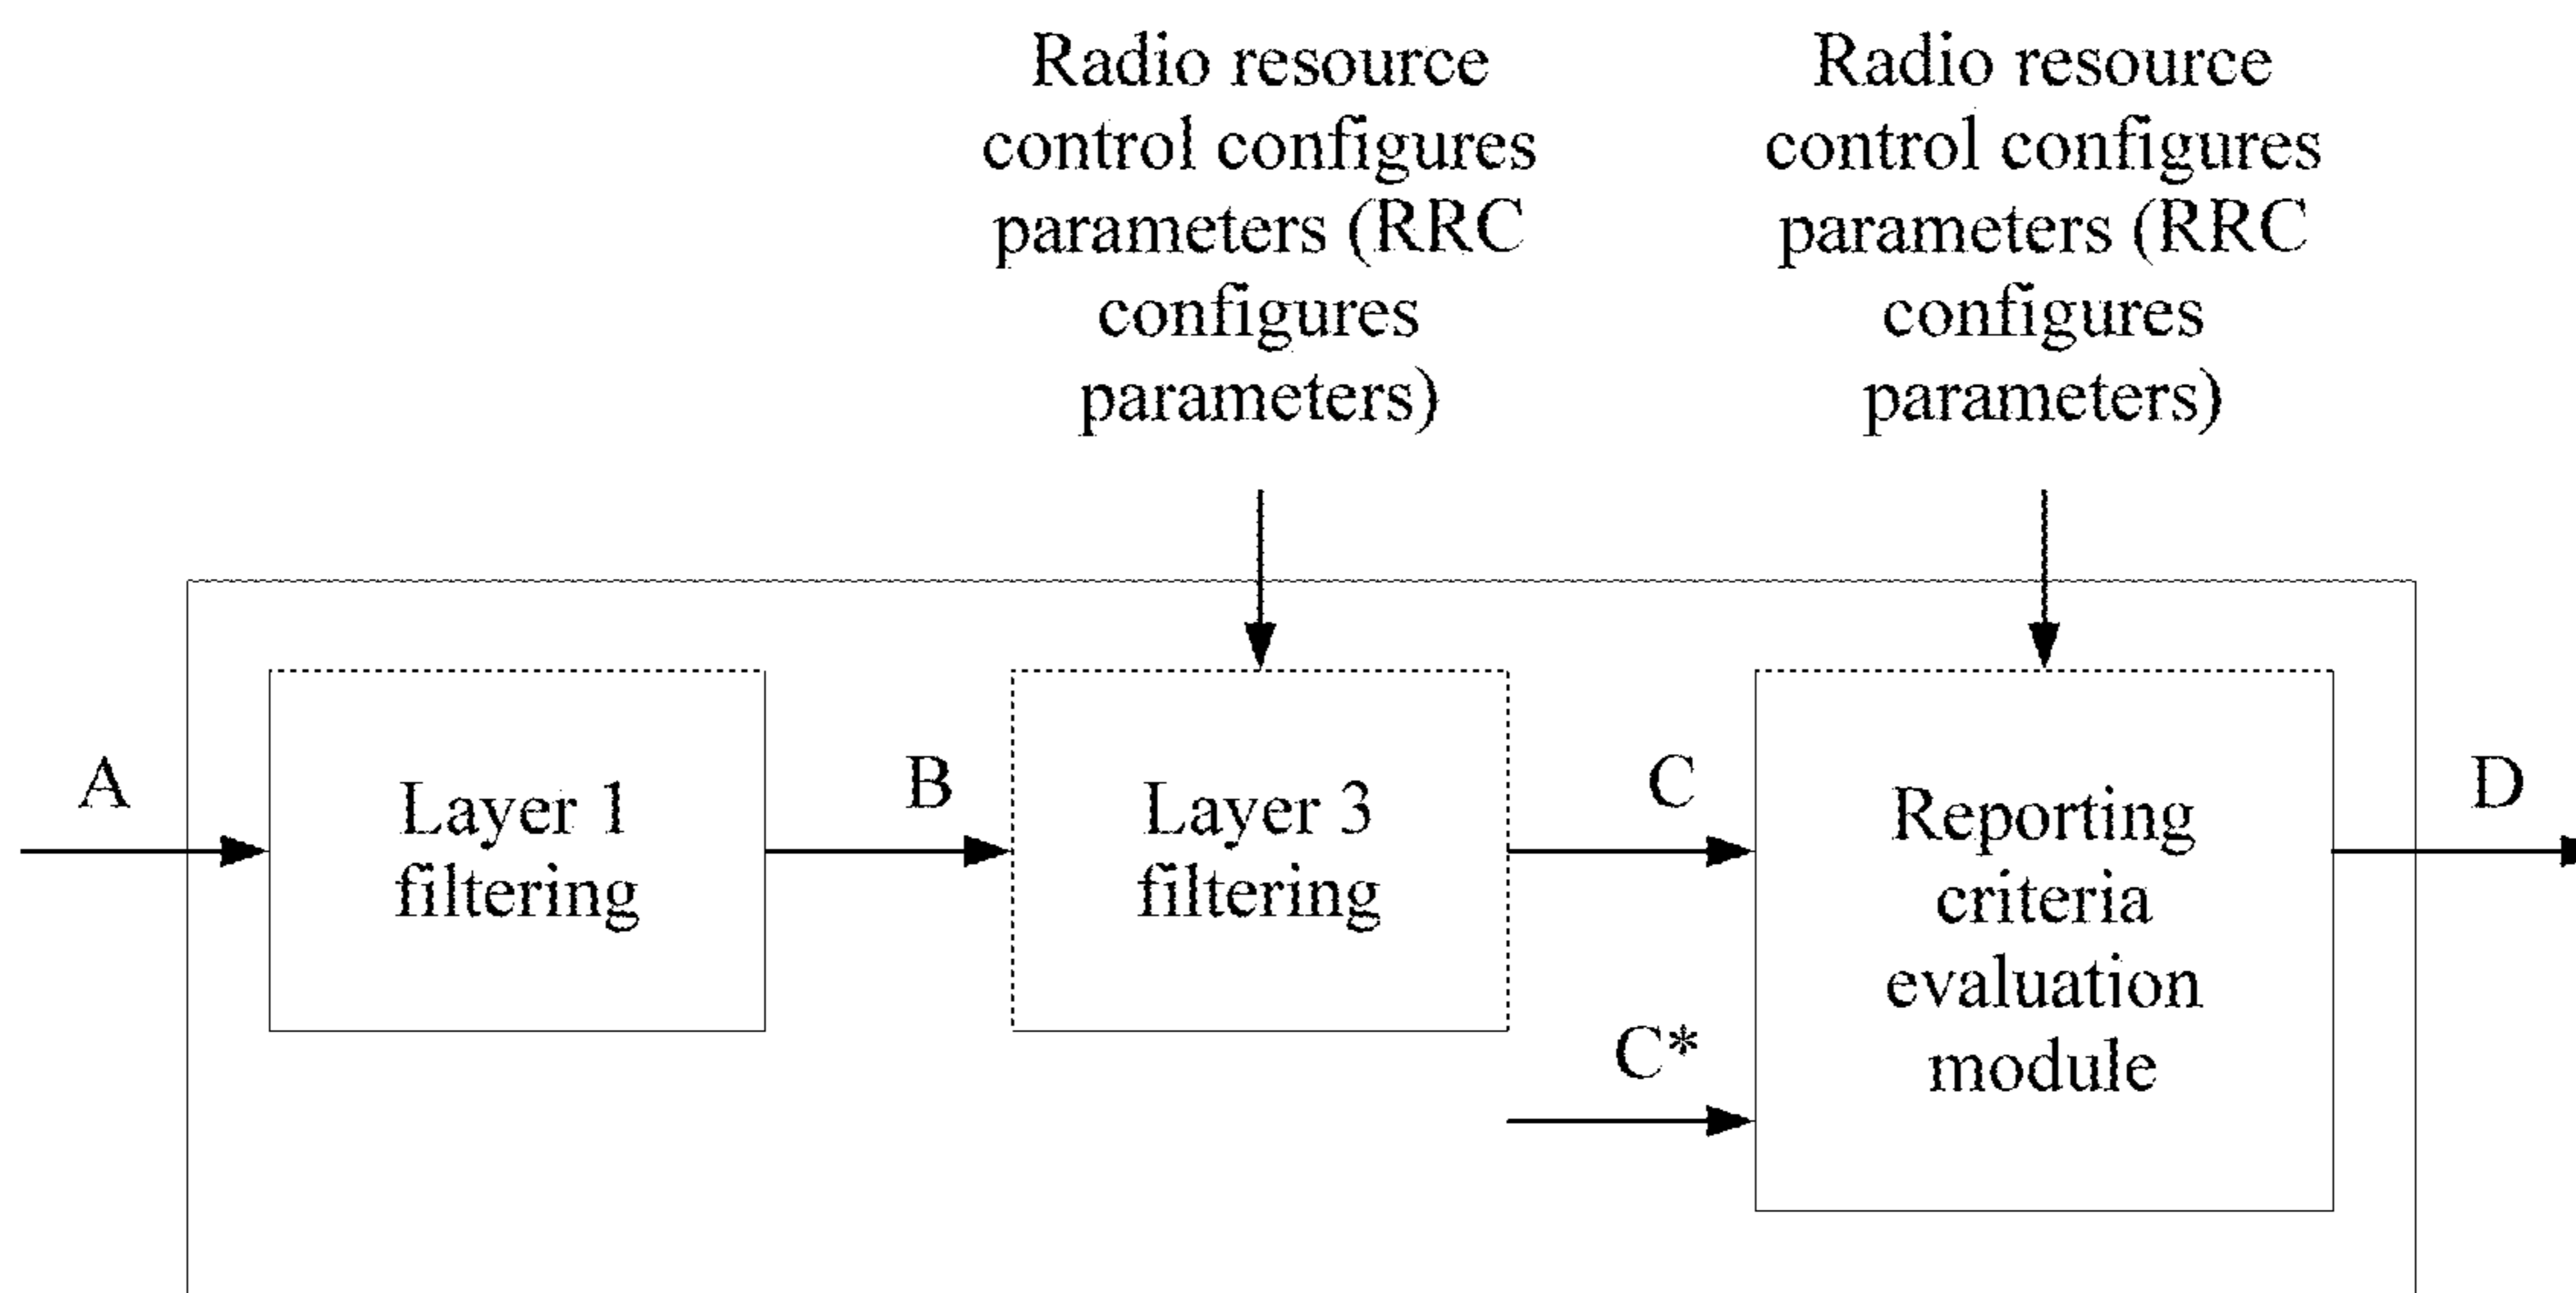 Radio resource
control configures
parameters (RRC
configures
parameters)
Radio resource
control configures
parameters (RRC
configures
parameters)
A
Layer 1
filtering
B
Layer 3
filtering
C
C*
Reporting
criteria
evaluation
module
D